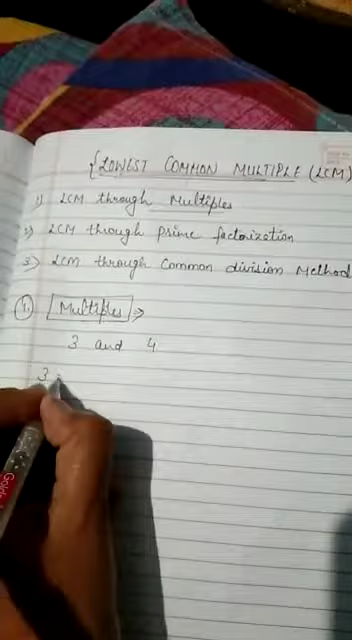 {LOWEST COMMON MULTIPLE (LCM)
1) LCM through Multiples
2) LCM through prime factorization
3) LCM through Common division Method
1. Multiples =>
3 and 4
3